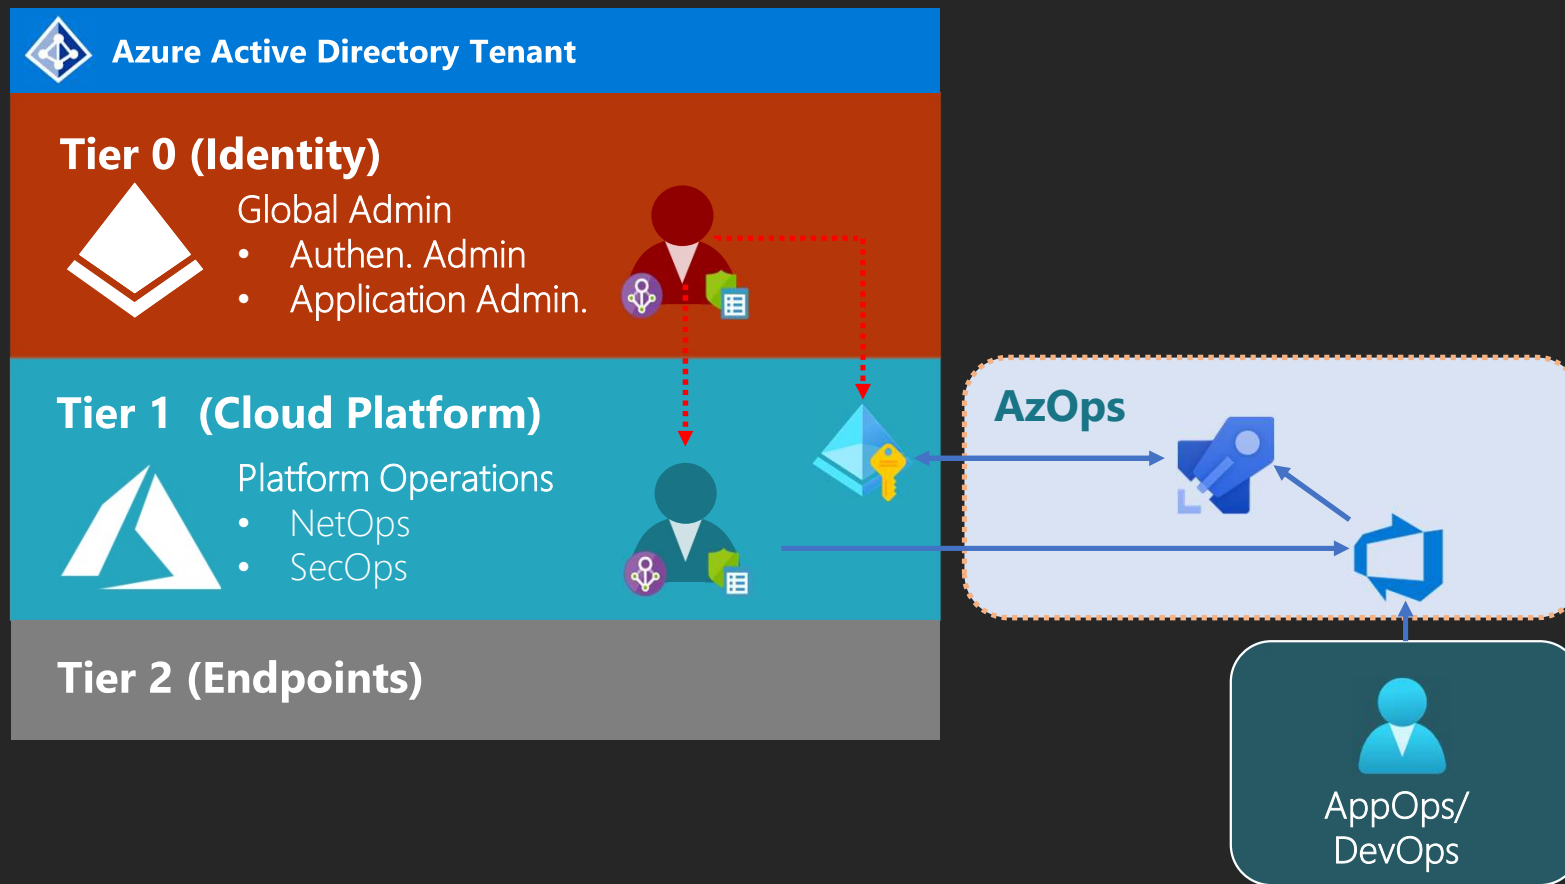 Azure Active Directory Tenant
Tier 0 (Identity)
Global Admin
• Authen. Admin
• Application Admin.
Tier 1 (Cloud Platform)
Platform Operations
• NetOps
• SecOps
Tier 2 (Endpoints)
AzOps
AppOps/
DevOps